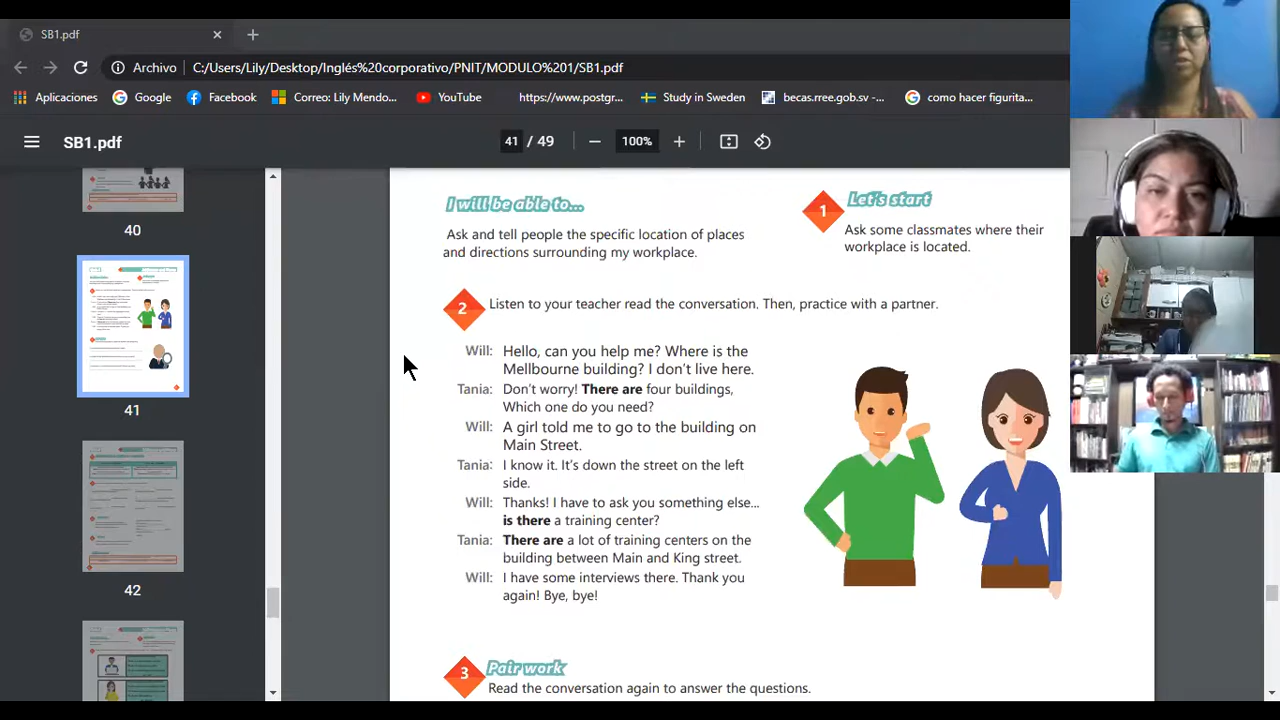 SB1.pdf
Archivo
C:/Users/Lily/Desktop/Inglés%20corporativo/PNIT/MODULO%201/SB1.pdf
Aplicaciones
Google
Facebook
Correo: Lily Mendo...
YouTube
https://www.postgr...
Study in Sweden
becas.rree.gob.sv -...
como hacer figurita...
SB1.pdf
41 / 49
100%
40
41
42
I will be able to...
Ask and tell people the specific location of places
and directions surrounding my workplace.
1
Let's start
Ask some classmates where their
workplace is located.
2
Listen to your teacher read the conversation. Then, practice with a partner.
Will: Hello, can you help me? Where is the
Mellbourne building? I don't live here.
Tania: Don't worry! There are four buildings,
Which one do you need?
Will: A girl told me to go to the building on
Main Street.
Tania: I know it. It's down the street on the left
side.
Will: Thanks! I have to ask you something else...
is there a training center?
Tania: There are a lot of training centers on the
building between Main and King street.
Will: I have some interviews there. Thank you
again! Bye, bye!
3
Pair work
Read the conversation again to answer the questions.